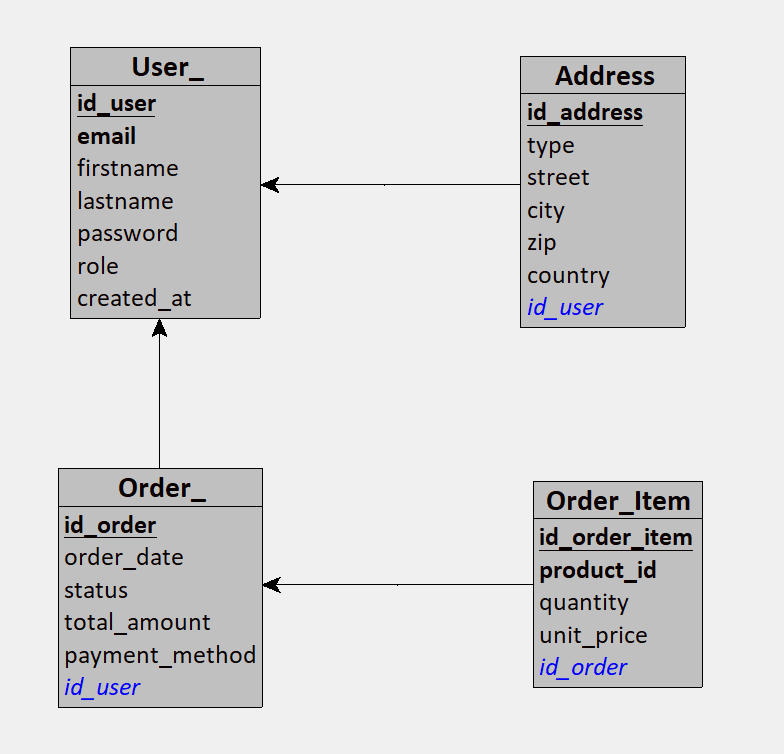 User_
id_user
email
firstname
lastname
password
role
created_at
Address
id_address
type
street
city
zip
country
id_user
Order_
id_order
order_date
status
total_amount
payment_method
id_user
Order_Item
id_order_item
product_id
quantity
unit_price
id_order